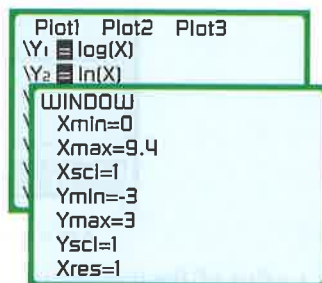 Plot1 Plot2 Plot3
\Y₁ = log(X)
\Y₂ = ln(X)
\
WINDOW
Xmin=0
Xmax=9.4
Xscl=1
Ymin=-3
Ymax=3
Yscl=1
Xres=1